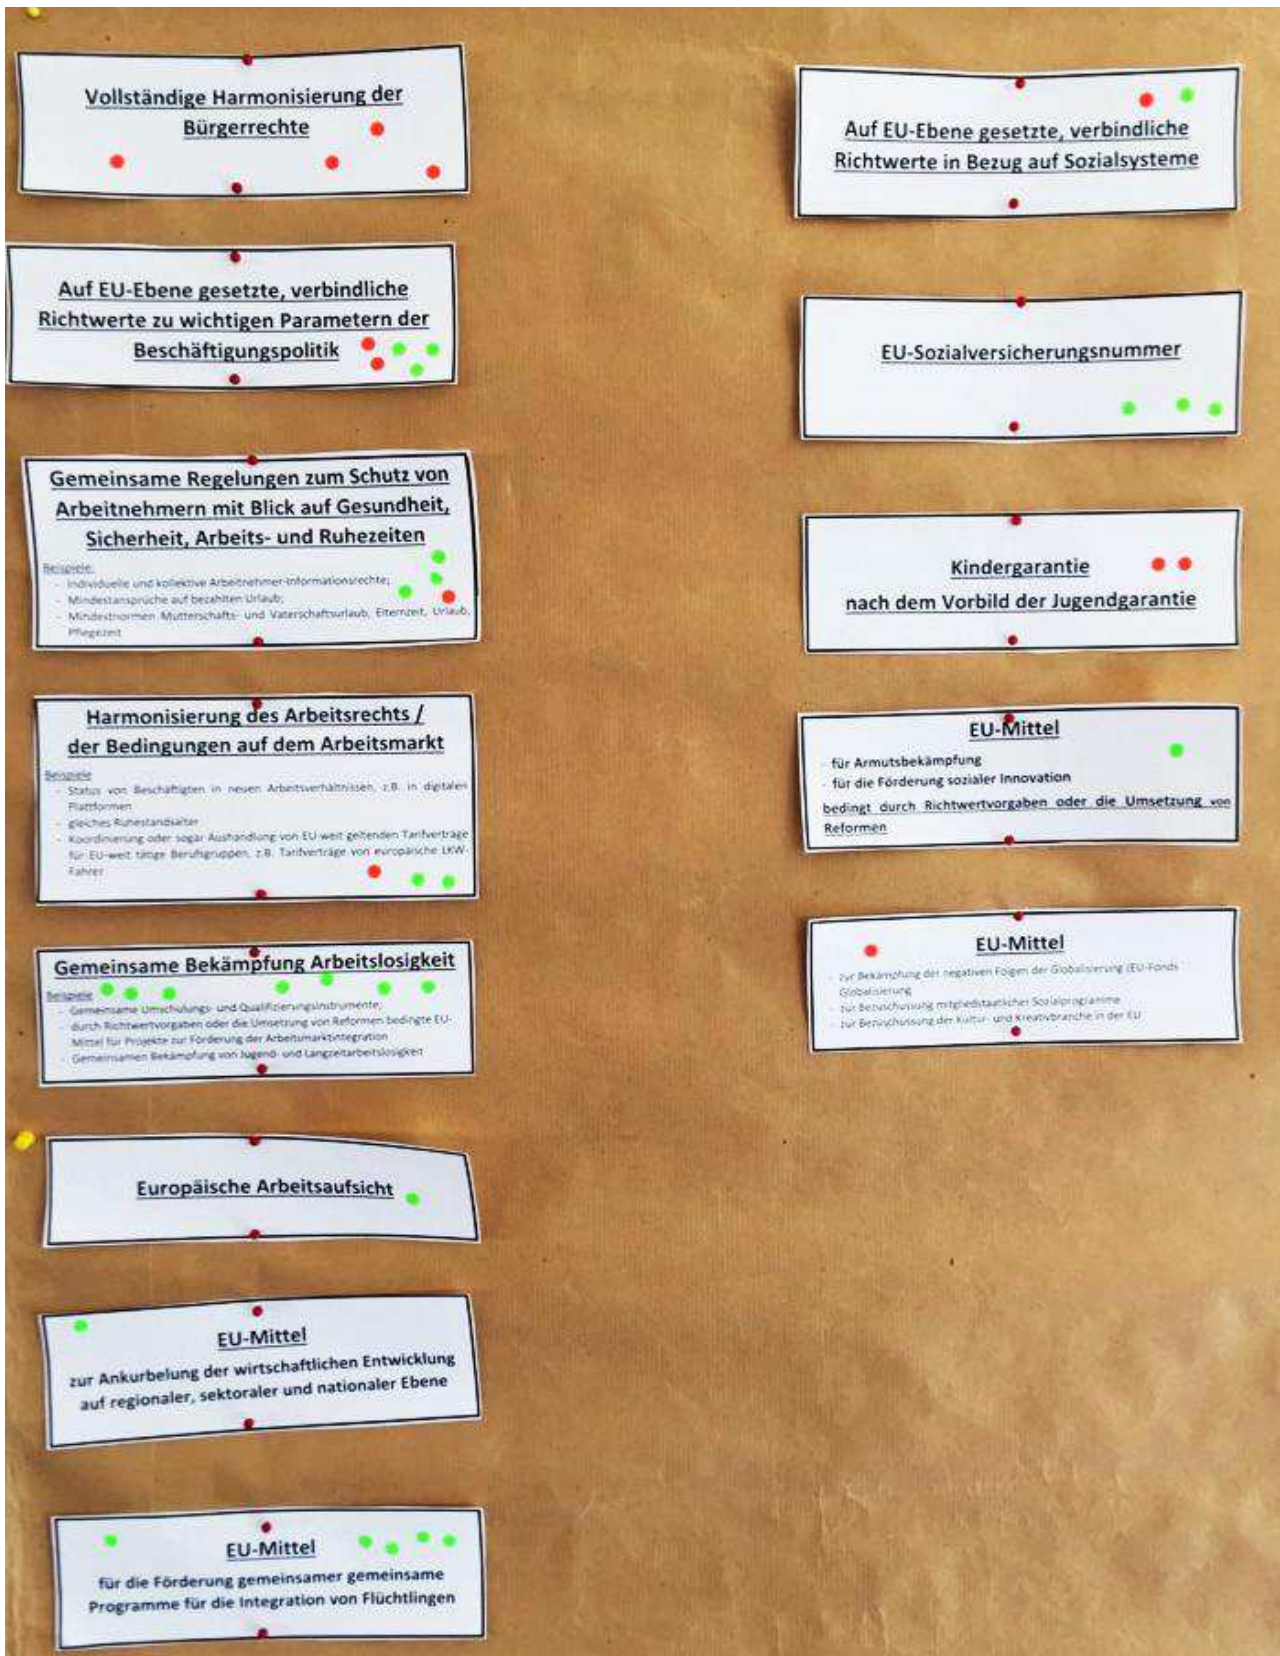 Vollständige Harmonisierung der
Bürgerrechte
Auf EU-Ebene gesetzte, verbindliche
Richtwerte zu wichtigen Parametern der
Beschäftigungspolitik
Gemeinsame Regelungen zum Schutz von
Arbeitnehmern mit Blick auf Gesundheit,
Sicherheit, Arbeits- und Ruhezeiten
Beispiele:
- Individuelle und kollektive Arbeitnehmer-Informationsrechte;
- Mindestansprüche auf bezahlten Urlaub;
- Mindestnormen Mutterschafts- und Vaterschaftsurlaub, Elternzeit, Urlaub,
Pflegezeit
Harmonisierung des Arbeitsrechts /
der Bedingungen auf dem Arbeitsmarkt
Beispiele
- Status von Beschäftigten in neuen Arbeitsverhältnissen, z.B. in digitalen
Plattformen
- gleiches Ruhestandsalter
- Koordinierung oder sogar Aushandlung von EU-weit geltenden Tarifverträge
für EU-weit tätige Berufsgruppen, z.B. Tarifverträge von europäische LKW-
Fahrer
Gemeinsame Bekämpfung Arbeitslosigkeit
Beispiele
- Gemeinsame Umschulungs- und Qualifizierungsinstrumente;
- durch Richtwertvorgaben oder die Umsetzung von Reformen bedingte EU-
Mittel für Projekte zur Förderung der Arbeitsmarktintegration
- Gemeinsamen Bekämpfung von Jugend- und Langzeitarbeitslosigkeit
Europäische Arbeitsaufsicht
EU-Mittel
zur Ankurbelung der wirtschaftlichen Entwicklung
auf regionaler, sektoraler und nationaler Ebene
EU-Mittel
für die Förderung gemeinsamer gemeinsame
Programme für die Integration von Flüchtlingen
Auf EU-Ebene gesetzte, verbindliche
Richtwerte in Bezug auf Sozialsysteme
EU-Sozialversicherungsnummer
Kindergarantie
nach dem Vorbild der Jugendgarantie
EU-Mittel
- für Armutsbekämpfung
- für die Förderung sozialer Innovation
bedingt durch Richtwertvorgaben oder die Umsetzung von
Reformen
EU-Mittel
- zur Bekämpfung der negativen Folgen der Globalisierung (EU-Fonds
Globalisierung
- zur Bezuschussung mitgliedstaatlicher Sozialprogramme
- zur Bezuschussung der Kultur- und Kreativbranche in der EU